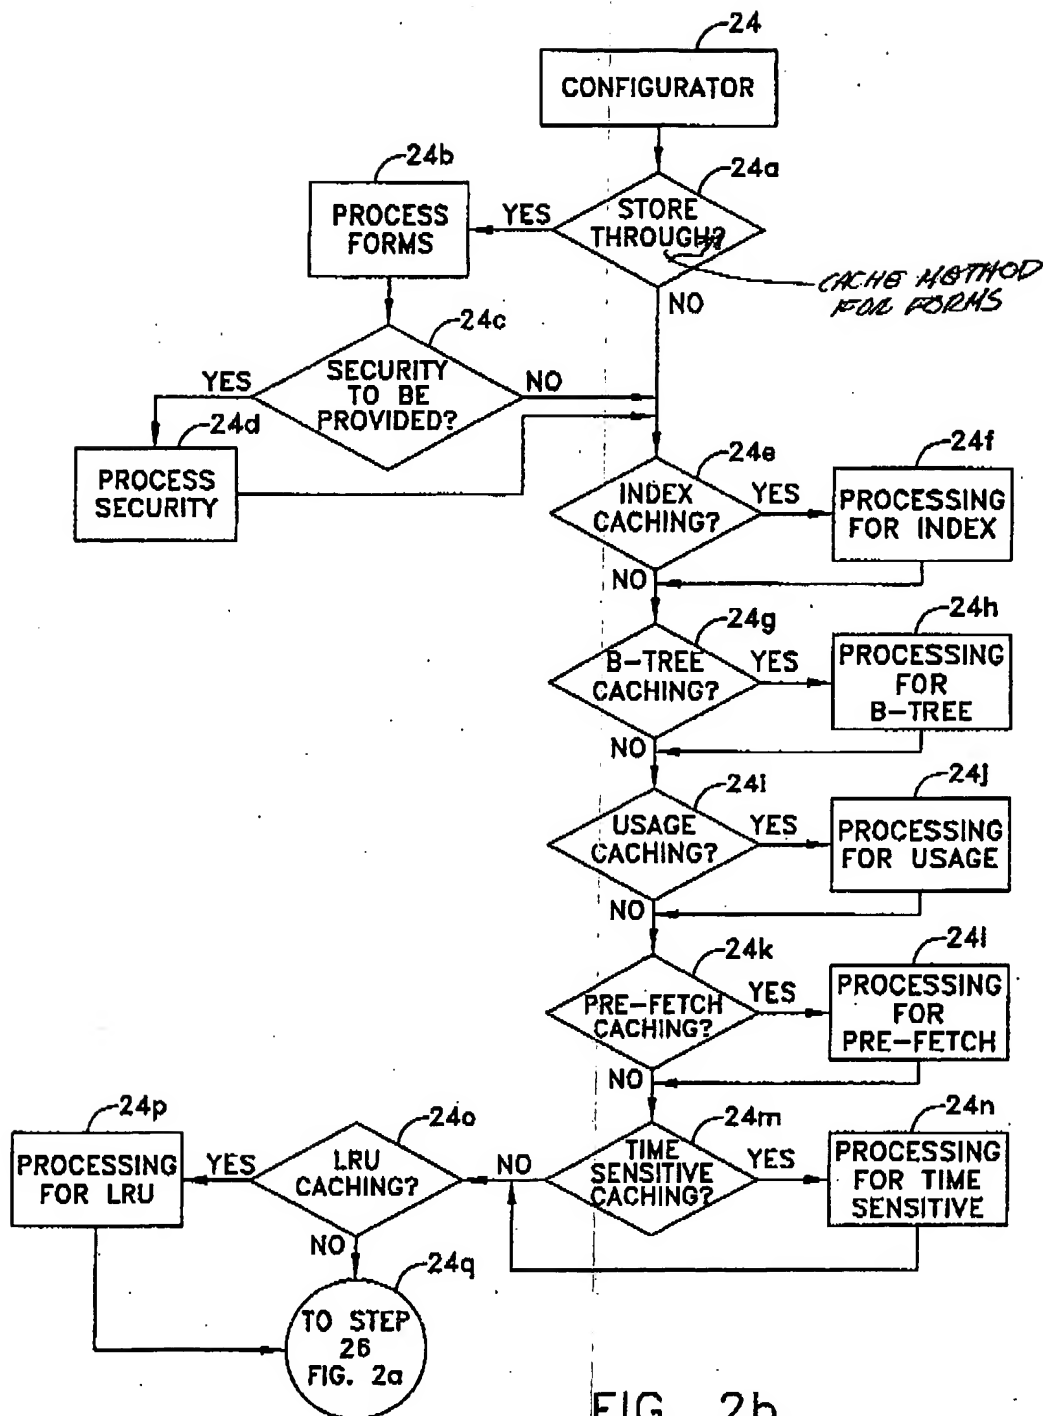 24
CONFIGURATOR
24a
STORE
THROUGH?
YES
NO
CACHE METHOD
FOR FORMS
24b
PROCESS
FORMS
24c
SECURITY
TO BE
PROVIDED?
YES
NO
24d
PROCESS
SECURITY
24e
INDEX
CACHING?
YES
NO
24f
PROCESSING
FOR INDEX
24g
B-TREE
CACHING?
YES
NO
24h
PROCESSING
FOR
B-TREE
24i
USAGE
CACHING?
YES
NO
24j
PROCESSING
FOR USAGE
24k
PRE-FETCH
CACHING?
YES
NO
24l
PROCESSING
FOR
PRE-FETCH
24m
TIME
SENSITIVE
CACHING?
YES
NO
24n
PROCESSING
FOR TIME
SENSITIVE
24o
LRU
CACHING?
YES
NO
24p
PROCESSING
FOR LRU
24q
TO STEP
26
FIG. 2a
FIG. 2b